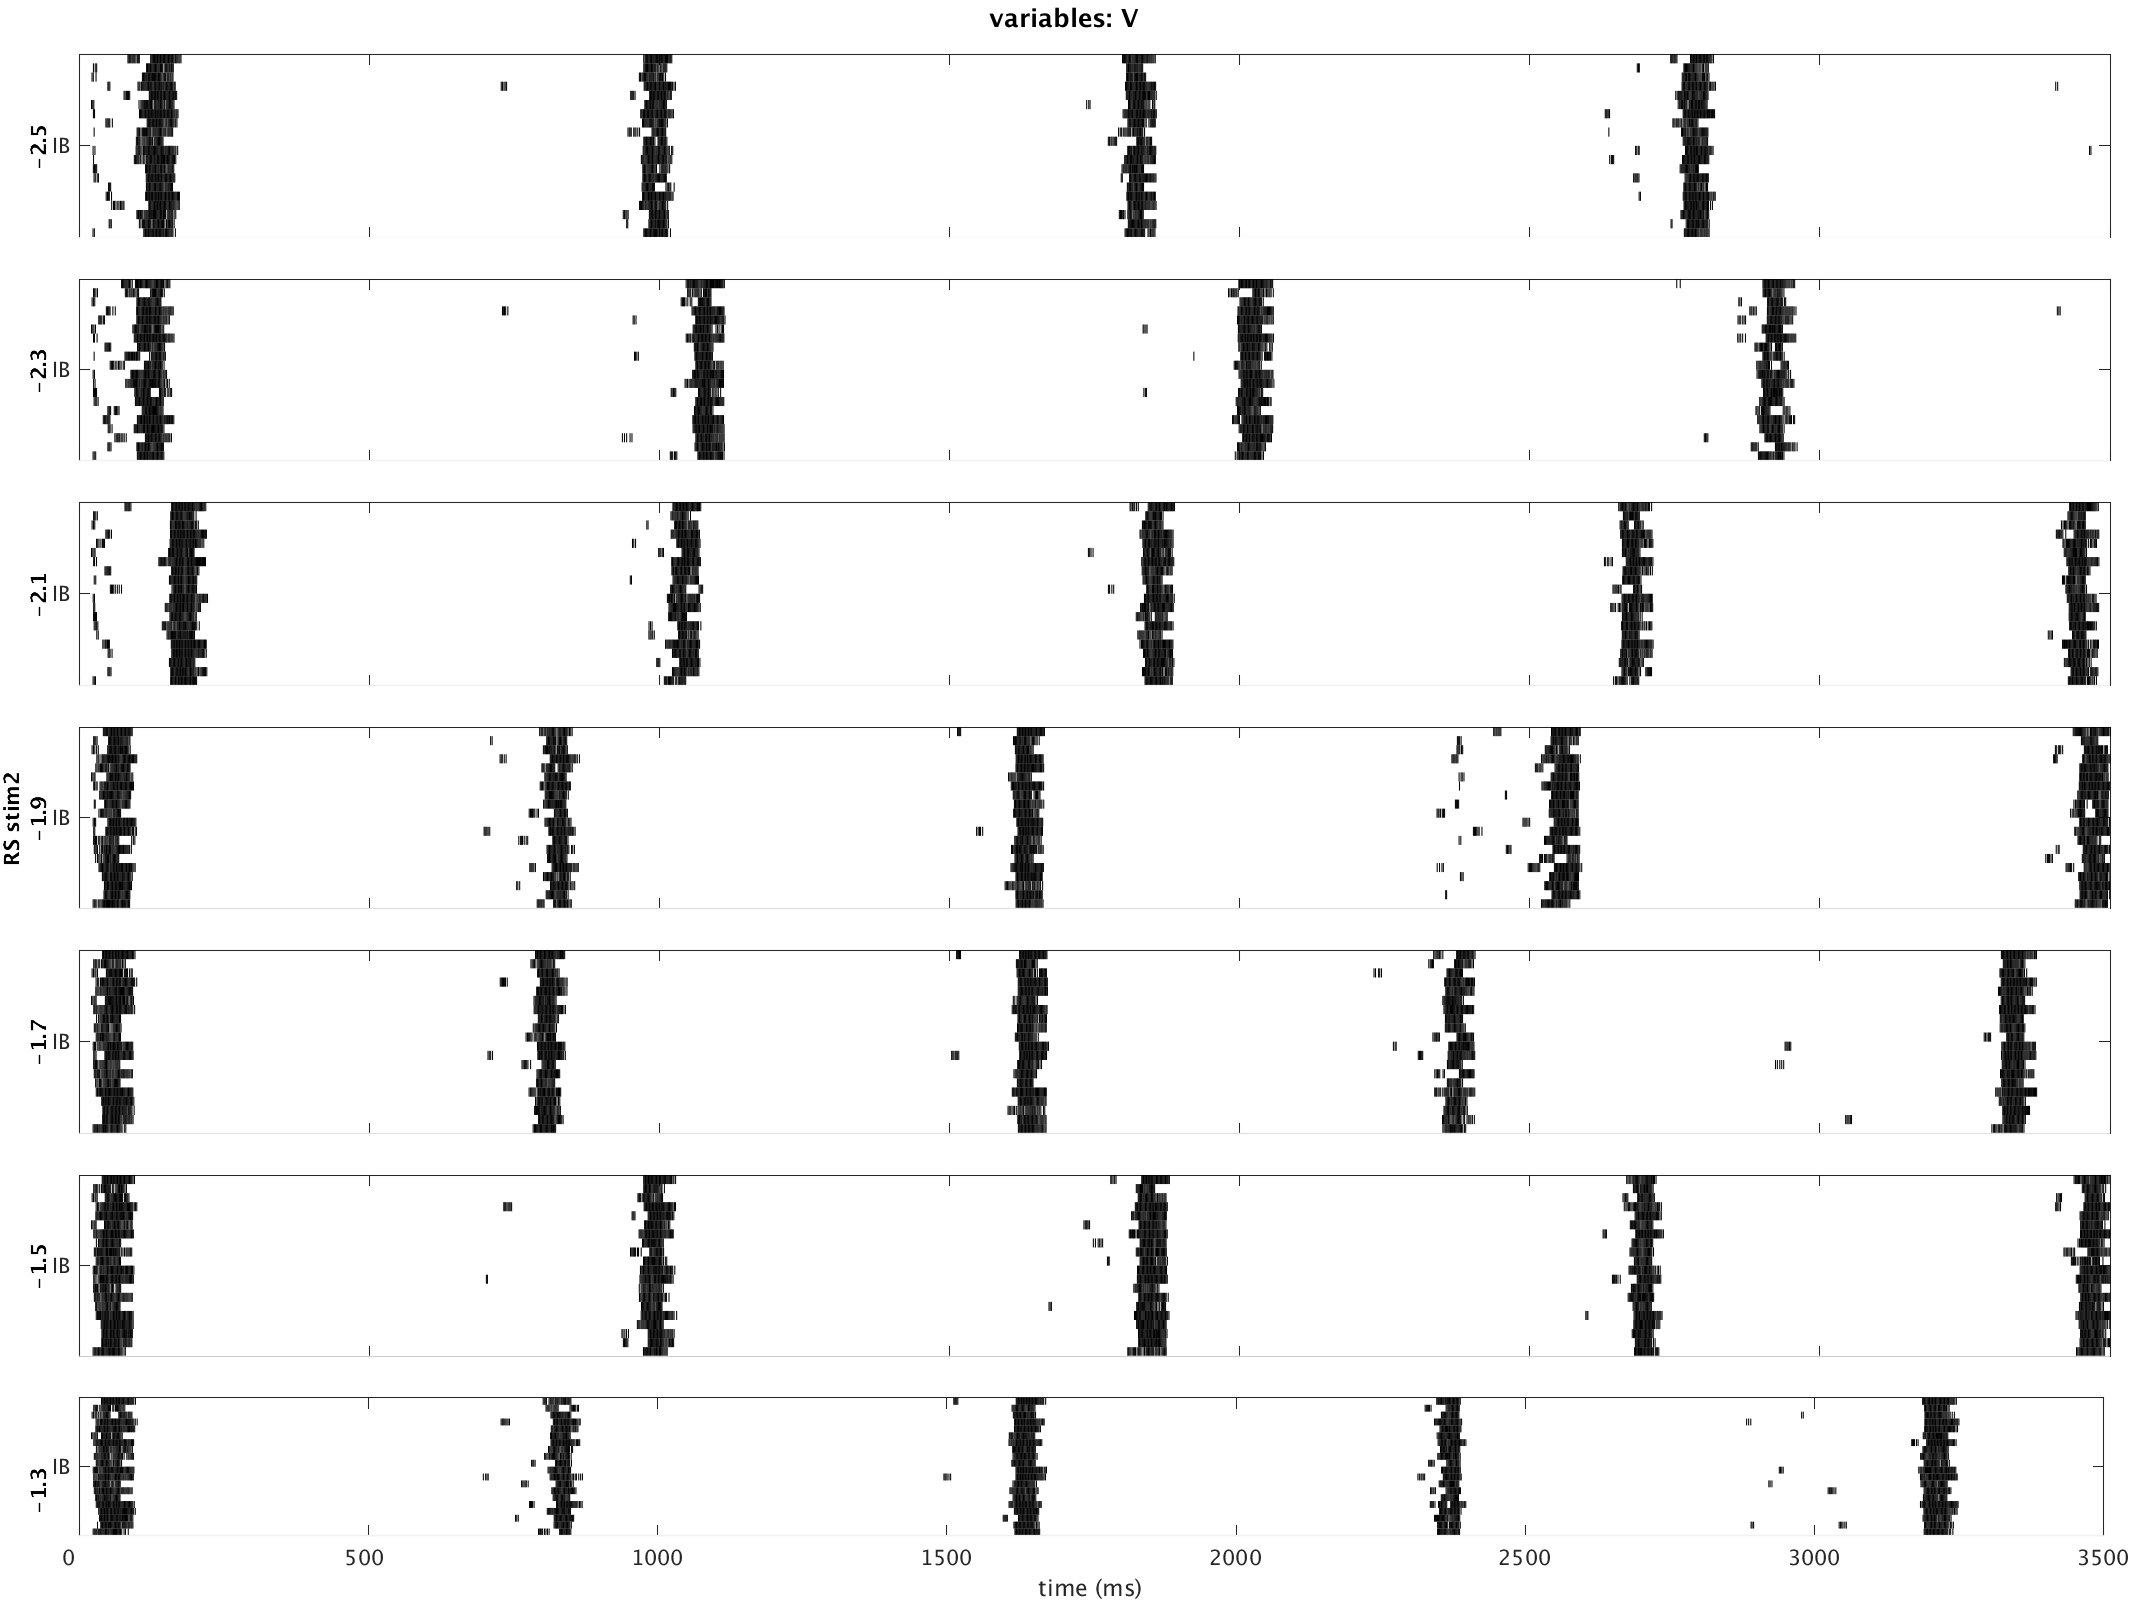 variables: V
RS stim2
-2.5 IB
-2.3 IB
-2.1 IB
-1.9 IB
-1.7 IB
-1.5 IB
-1.3 IB
0 500 1000 1500 2000 2500 3000 3500
time (ms)